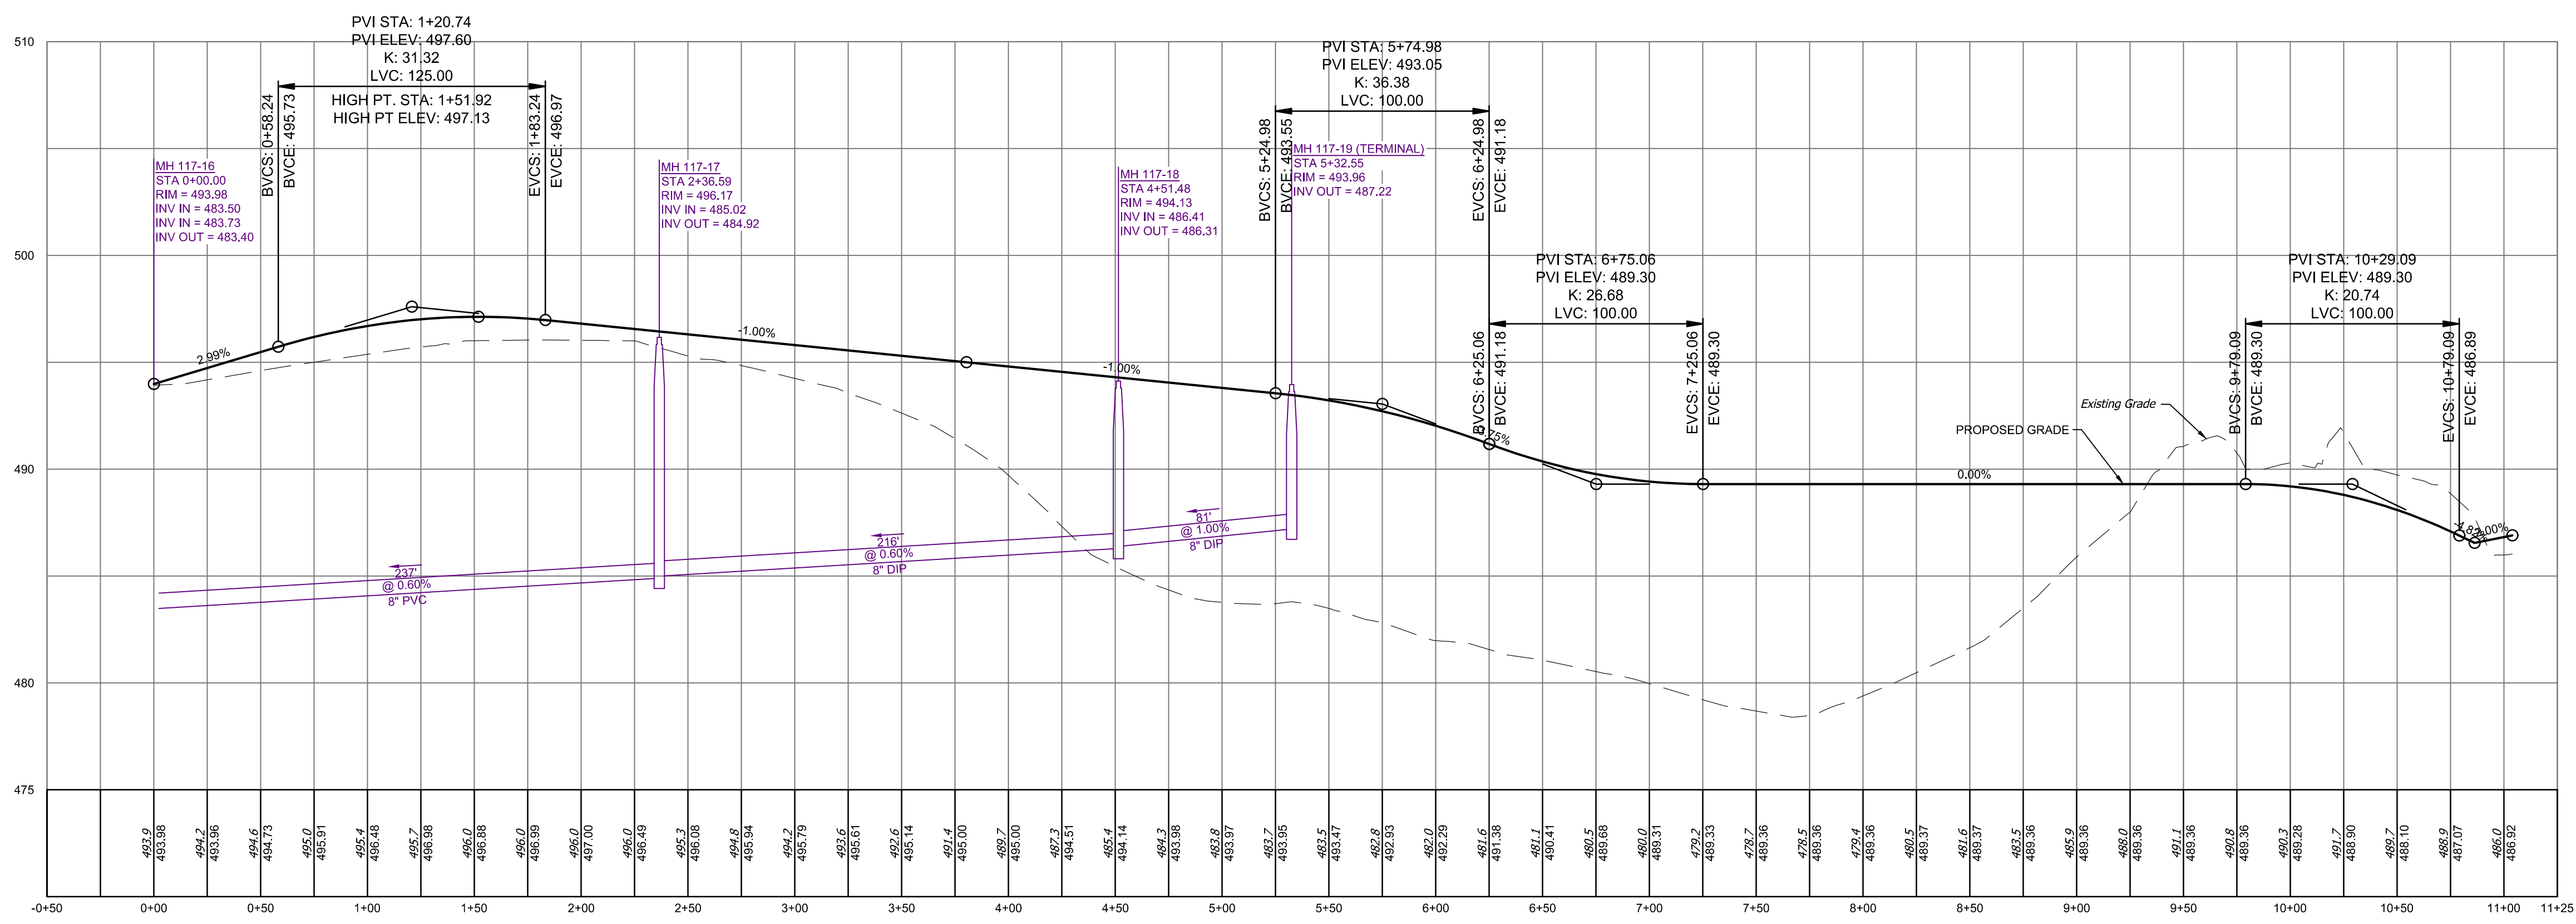 PVI STA: 1+20.74
PVI ELEV: 497.60
K: 31.32
LVC: 125.00
HIGH PT. STA: 1+51.92
HIGH PT ELEV: 497.13
BVCS: 0+58.24
BVCE: 495.73
EVCS: 1+83.24
EVCE: 496.97
PVI STA: 5+74.98
PVI ELEV: 493.05
K: 36.38
LVC: 100.00
BVCS: 5+24.98
BVCE: 493.55
EVCS: 6+24.98
EVCE: 491.18
PVI STA: 6+75.06
PVI ELEV: 489.30
K: 26.68
LVC: 100.00
BVCS: 6+25.06
BVCE: 491.18
EVCS: 7+25.06
EVCE: 489.30
PVI STA: 10+29.09
PVI ELEV: 489.30
K: 20.74
LVC: 100.00
BVCS: 9+79.09
BVCE: 489.30
EVCS: 10+79.09
EVCE: 486.89
MH 117-16
STA 0+00.00
RIM = 493.98
INV IN = 483.50
INV IN = 483.73
INV OUT = 483.40
MH 117-17
STA 2+36.59
RIM = 496.17
INV IN = 485.02
INV OUT = 484.92
MH 117-18
STA 4+51.48
RIM = 494.13
INV IN = 486.41
INV OUT = 486.31
MH 117-19 (TERMINAL)
STA 5+32.55
RIM = 493.96
INV OUT = 487.22
2.99%
-1.00%
-1.00%
0.00%
Existing Grade
PROPOSED GRADE
237'
@ 0.60%
8" PVC
216'
@ 0.60%
8" DIP
81'
@ 1.00%
8" DIP
510
500
490
480
475
493.9 493.98
494.2 493.96
494.6 494.73
495.0 495.91
495.4 496.48
495.7 496.98
496.0 496.88
496.0 496.99
496.0 497.00
496.0 496.49
495.3 496.08
494.8 495.94
494.2 495.79
493.6 495.61
492.6 495.14
491.4 495.00
489.7 495.00
487.3 494.51
485.4 494.14
484.3 493.98
483.8 493.97
483.7 493.95
483.5 493.47
482.8 492.93
482.0 492.29
481.6 491.38
481.1 490.41
480.5 489.68
480.0 489.31
479.2 489.33
478.7 489.36
478.5 489.36
479.4 489.36
480.5 489.37
481.6 489.37
483.5 489.36
485.9 489.36
488.0 489.36
491.1 489.36
490.8 489.36
490.3 489.28
491.7 488.90
489.7 488.10
488.9 487.07
486.0 486.92
-0+50 0+00 0+50 1+00 1+50 2+00 2+50 3+00 3+50 4+00 4+50 5+00 5+50 6+00 6+50 7+00 7+50 8+00 8+50 9+00 9+50 10+00 10+50 11+00 11+25